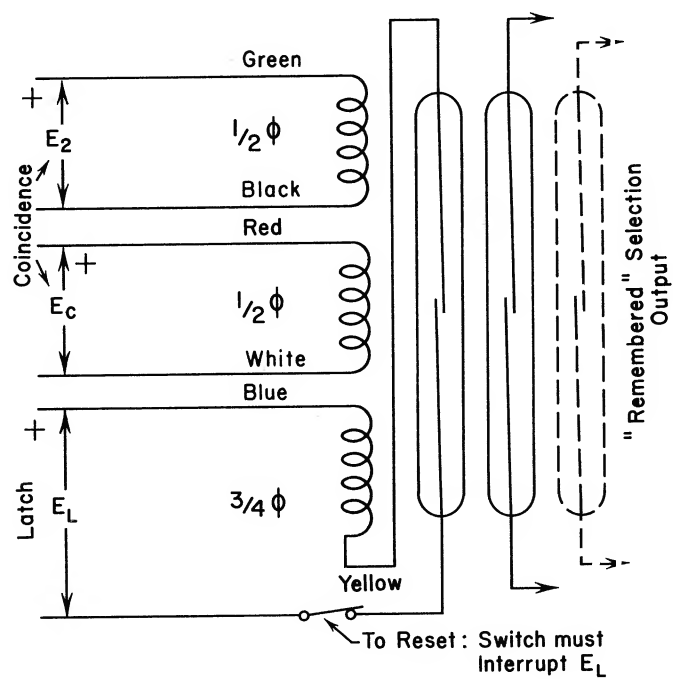 Green
+
E2
1/2 ϕ
Black
Coincidence
Red
+
EC
1/2 ϕ
White
Blue
+
Latch
EL
3/4 ϕ
Yellow
To Reset: Switch must
Interrupt EL
"Remembered" Selection
Output